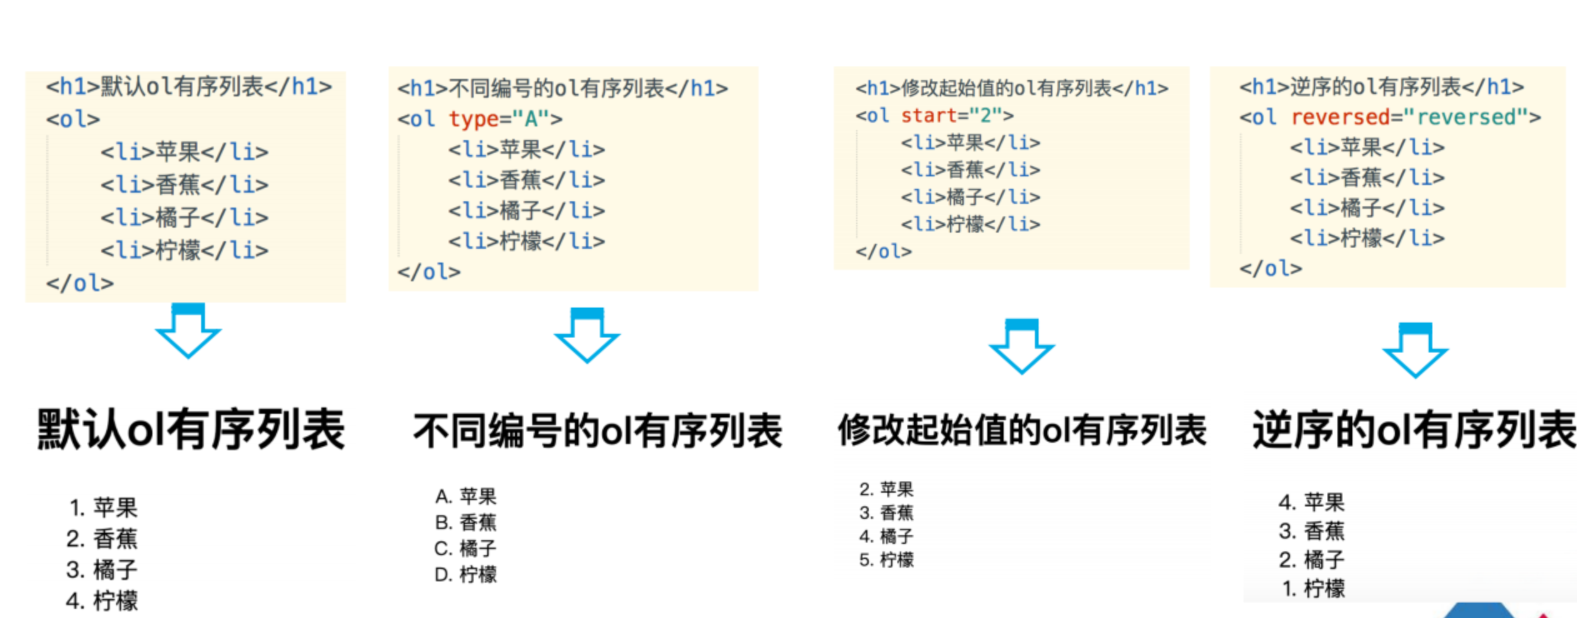 <h1>默认ol有序列表</h1>
<ol>
<li>苹果</li>
<li>香蕉</li>
<li>橘子</li>
<li>柠檬</li>
</ol>
<h1>不同编号的ol有序列表</h1>
<ol type="A">
<li>苹果</li>
<li>香蕉</li>
<li>橘子</li>
<li>柠檬</li>
</ol>
<h1>修改起始值的ol有序列表</h1>
<ol start="2">
<li>苹果</li>
<li>香蕉</li>
<li>橘子</li>
<li>柠檬</li>
</ol>
<h1>逆序的ol有序列表</h1>
<ol reversed="reversed">
<li>苹果</li>
<li>香蕉</li>
<li>橘子</li>
<li>柠檬</li>
</ol>
默认ol有序列表
1. 苹果
2. 香蕉
3. 橘子
4. 柠檬
不同编号的ol有序列表
A. 苹果
B. 香蕉
C. 橘子
D. 柠檬
修改起始值的ol有序列表
2. 苹果
3. 香蕉
4. 橘子
5. 柠檬
逆序的ol有序列表
4. 苹果
3. 香蕉
2. 橘子
1. 柠檬